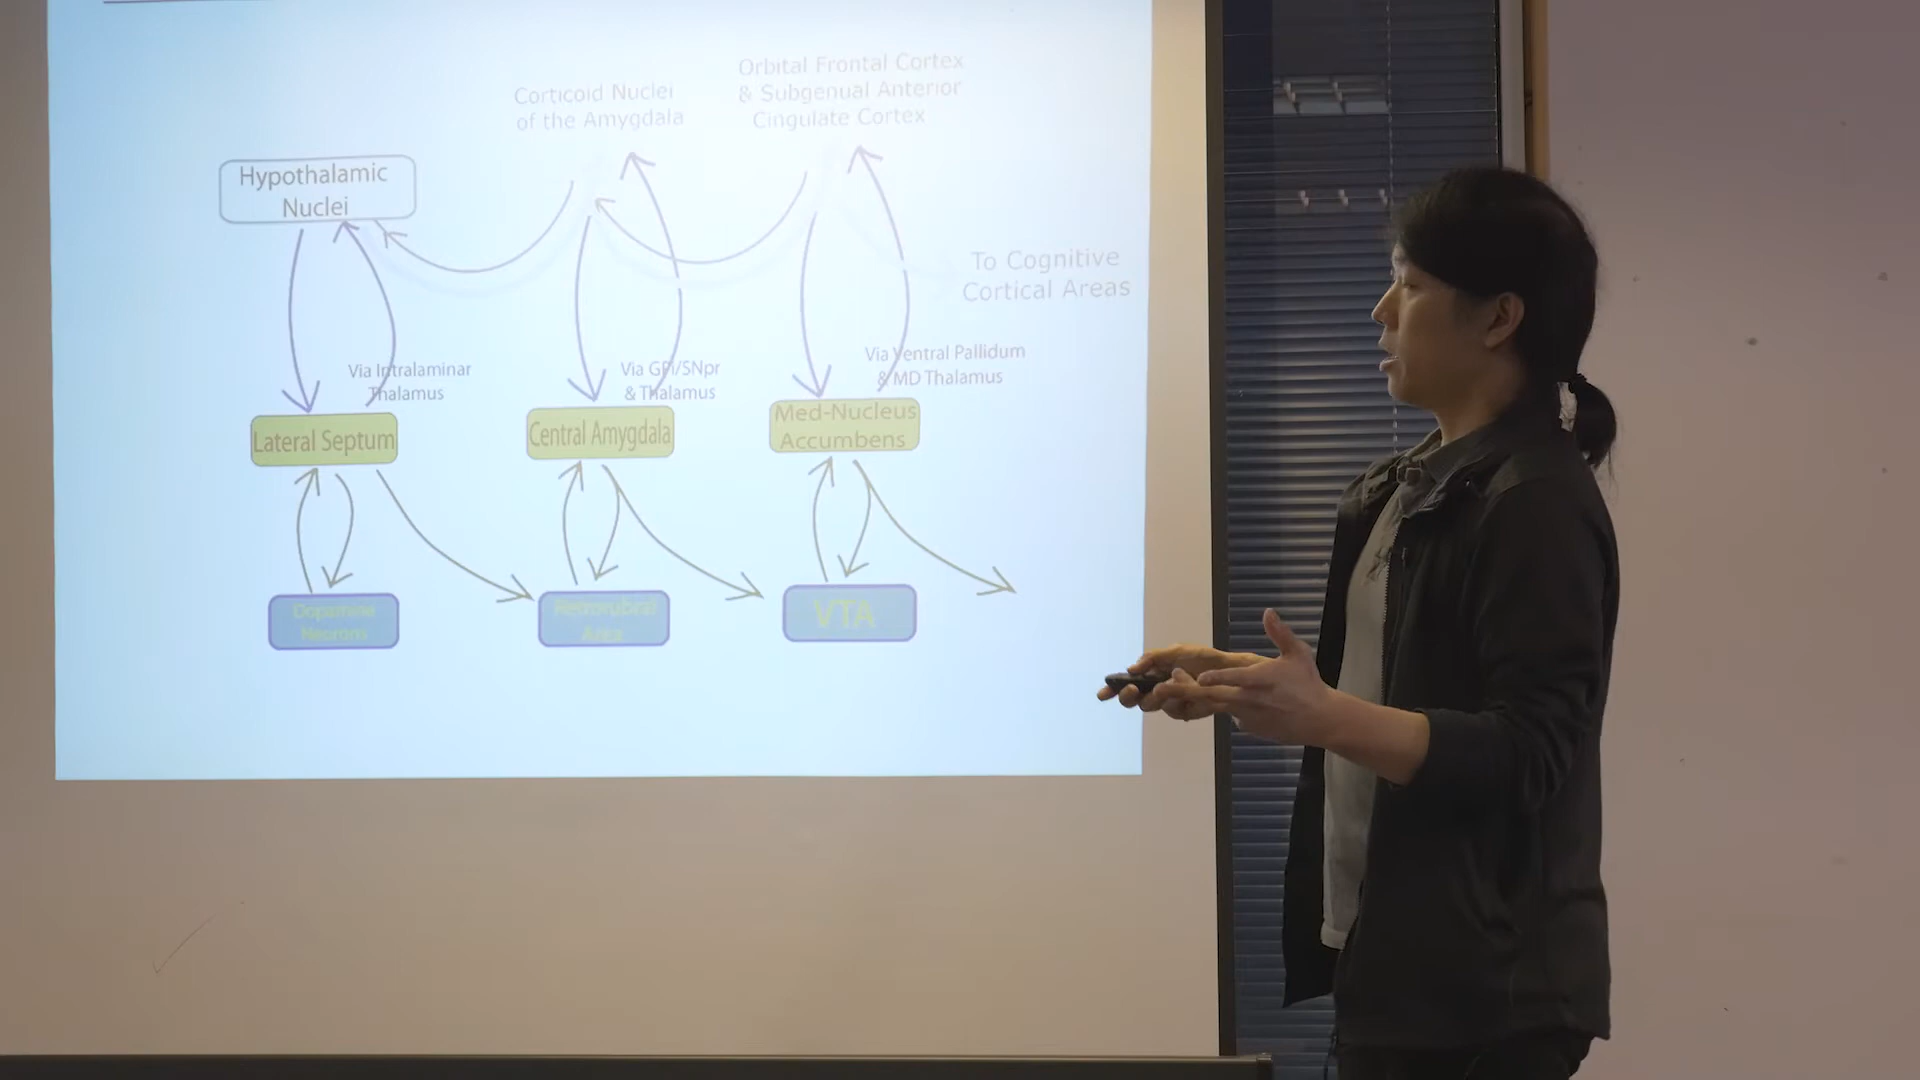 Orbital Frontal Cortex
& Subgenual Anterior
Cingulate Cortex
Corticoid Nuclei
of the Amygdala
Hypothalamic
Nuclei
To Cognitive
Cortical Areas
Via Intralaminar
Thalamus
Via GPi/SNpr
& Thalamus
Via Ventral Pallidum
& MD Thalamus
Lateral Septum
Central Amygdala
Med-Nucleus
Accumbens
Dopamine
Neurons
Retrorubral
Area
VTA